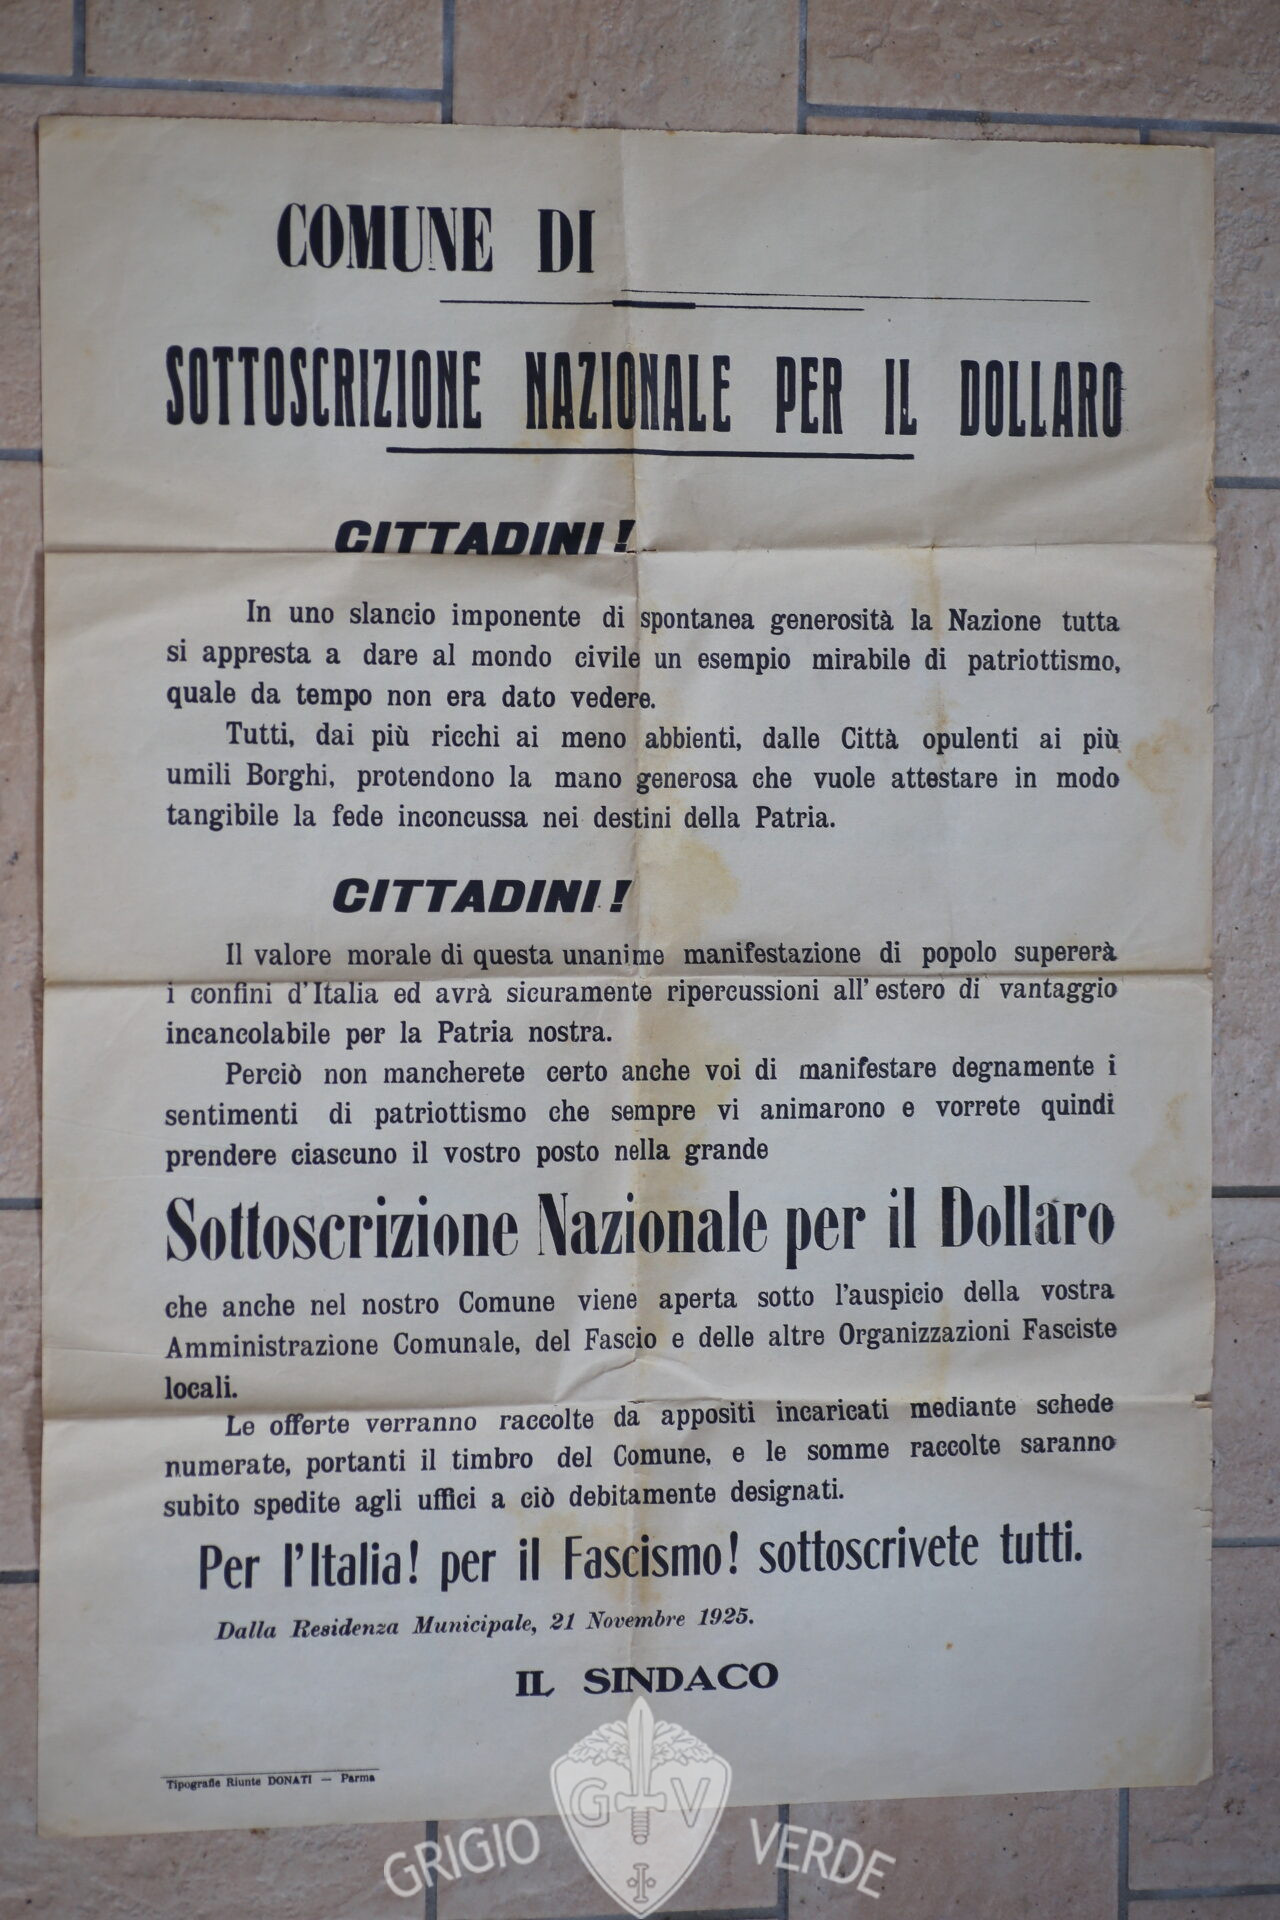 COMUNE DI
SOTTOSCRIZIONE NAZIONALE PER IL DOLLARO
CITTADINI!
In uno slancio imponente di spontanea generosità la Nazione tutta
si appresta a dare al mondo civile un esempio mirabile di patriottismo,
quale da tempo non era dato vedere.
Tutti, dai più ricchi ai meno abbienti, dalle Città opulenti ai più
umili Borghi, protendono la mano generosa che vuole attestare in modo
tangibile la fede inconcussa nei destini della Patria.
CITTADINI!
Il valore morale di questa unanime manifestazione di popolo supererà
i confini d'Italia ed avrà sicuramente ripercussioni all'estero di vantaggio
incancolabile per la Patria nostra.
Perciò non mancherete certo anche voi di manifestare degnamente i
sentimenti di patriottismo che sempre vi animarono e vorrete quindi
prendere ciascuno il vostro posto nella grande
Sottoscrizione Nazionale per il Dollaro
che anche nel nostro Comune viene aperta sotto l'auspicio della vostra
Amministrazione Comunale, del Fascio e delle altre Organizzazioni Fasciste
locali.
Le offerte verranno raccolte da appositi incaricati mediante schede
numerate, portanti il timbro del Comune, e le somme raccolte saranno
subito spedite agli uffici a ciò debitamente designati.
Per l'Italia! per il Fascismo! sottoscrivete tutti.
Dalla Residenza Municipale, 21 Novembre 1925.
IL SINDACO
Tipografie Riunte DONATI — Parma
G V
GRIGIO VERDE